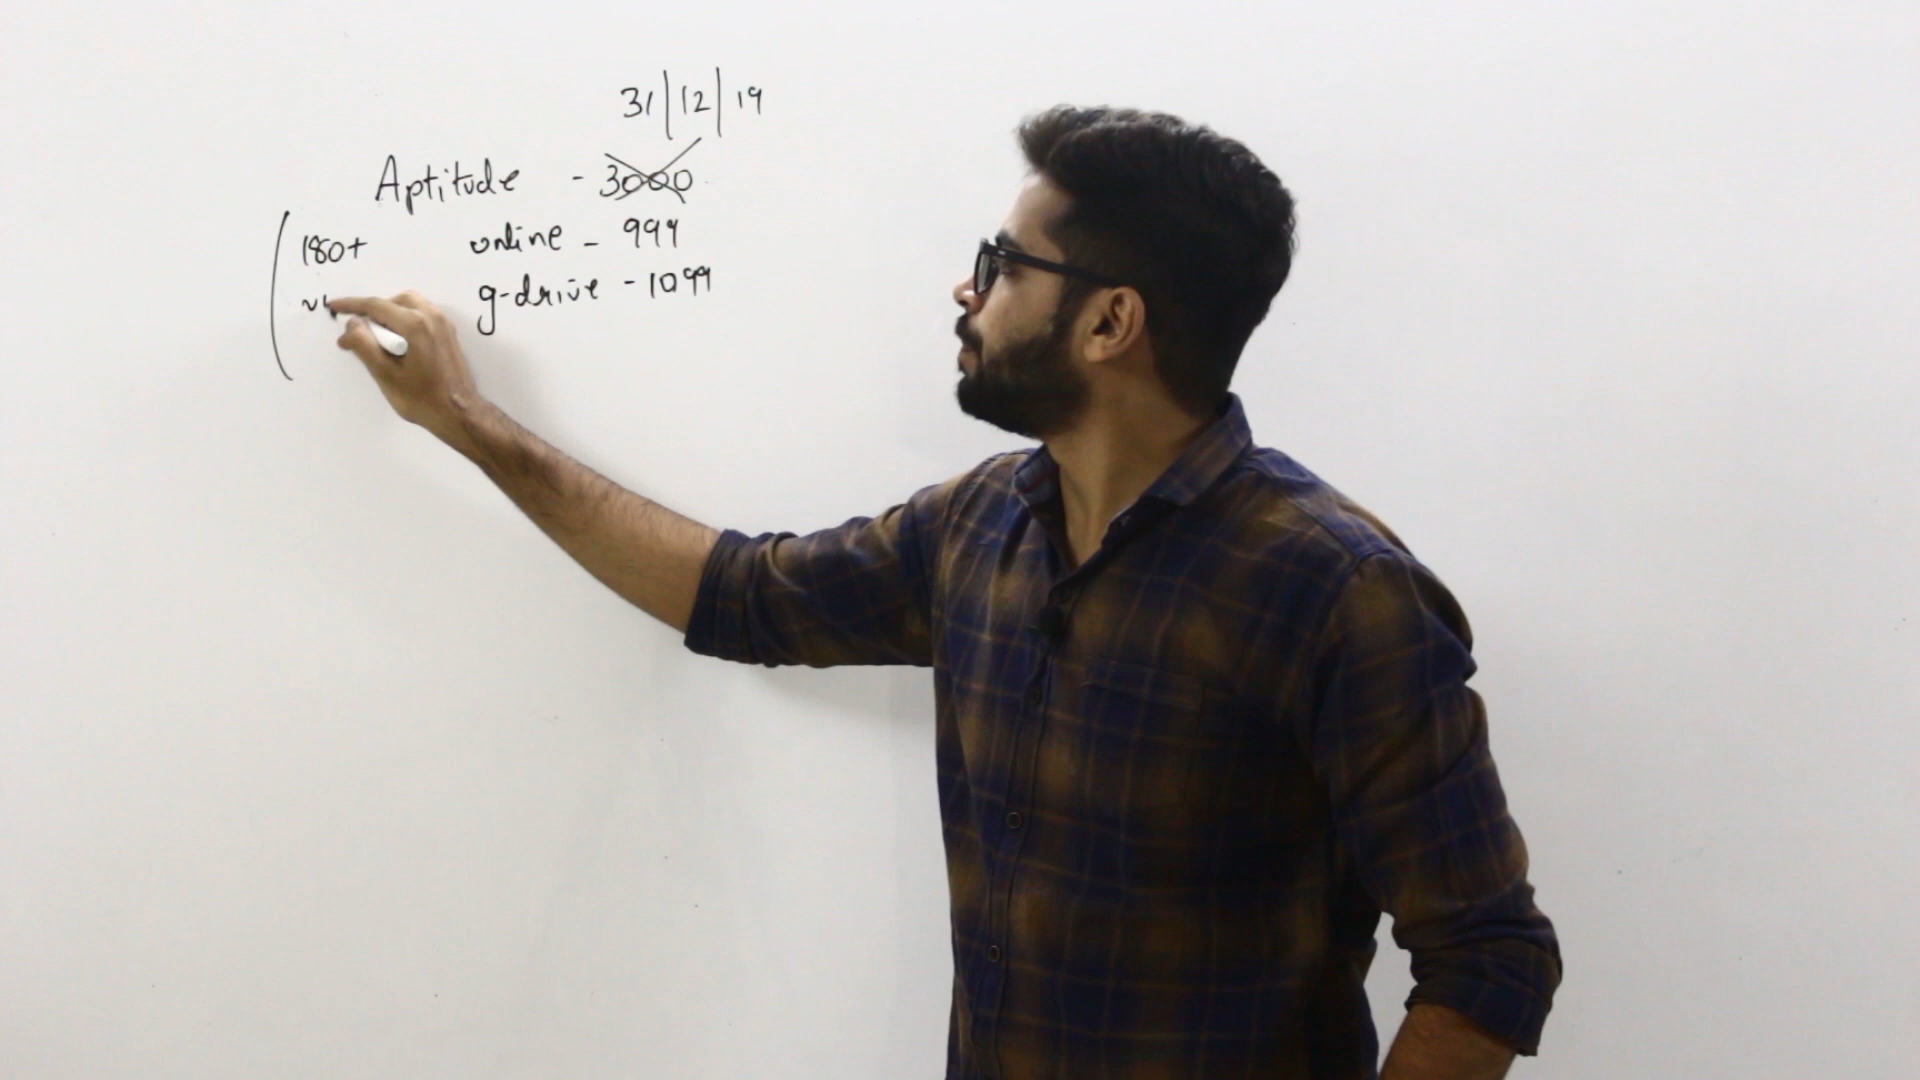 31|12|19
Aptitude - 3000
180+ online - 999
g-drive - 1099